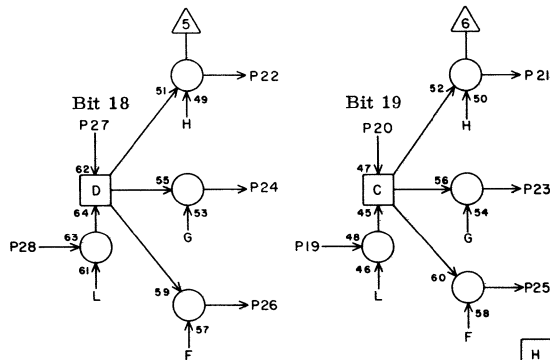 5 6
51 P22 52 P21
Bit 18 49 Bit 19 50
P27 H P20 H
62 55 P24 47 56 P23
D C
64 53 45 54
63 G 48 G
P28 P19
61 59 P26 46 60 P25
L 57 L 58
F F
H